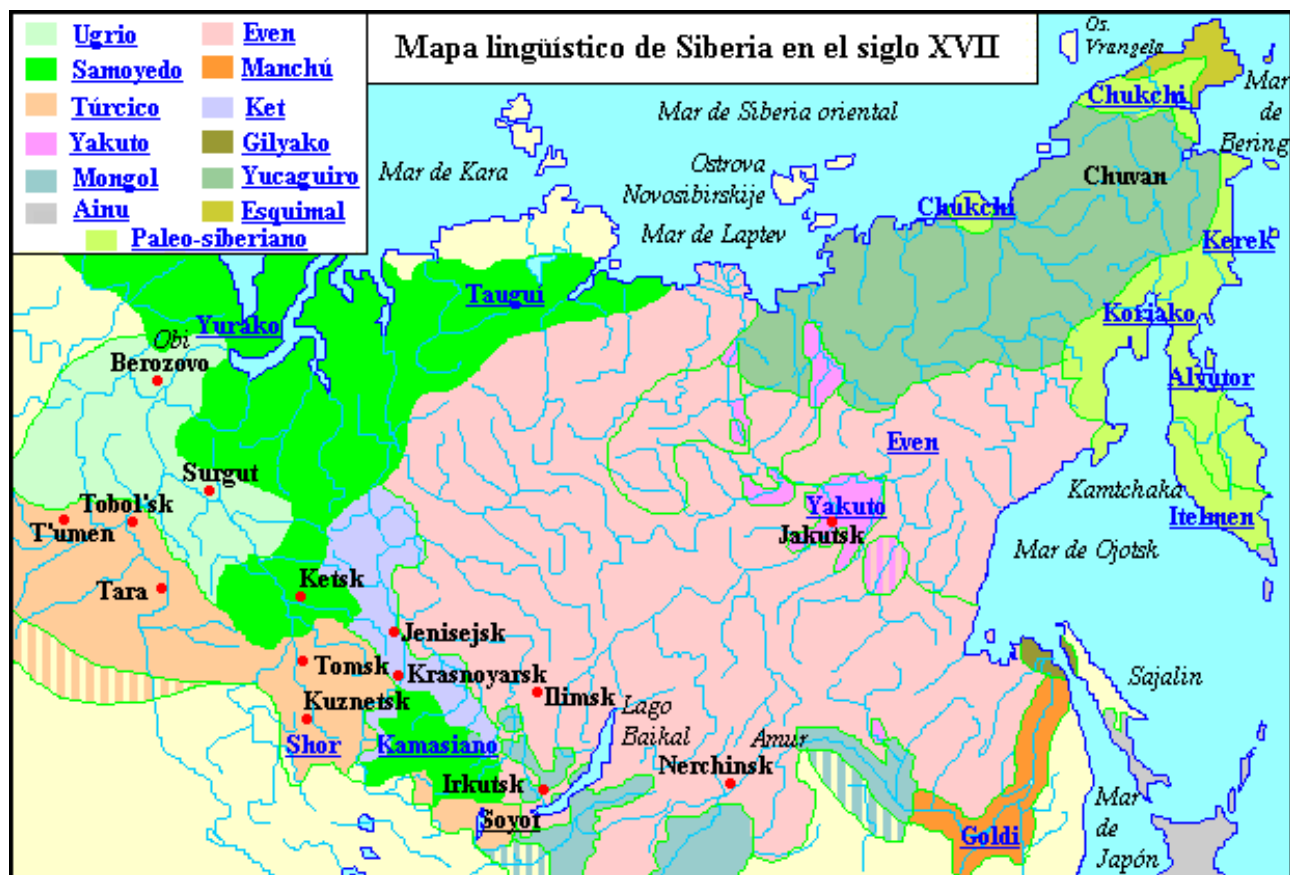 Mapa lingüístico de Siberia en el siglo XVII
Ugrio
Even
Samoyedo
Manchú
Túrcico
Ket
Yakuto
Gilyako
Mongol
Yucaguiro
Ainu
Esquimal
Paleo-siberiano
Os.
Vrangela
Mar
de
Bering
Chukchi
Mar de Siberia oriental
Mar de Kara
Ostrova
Novosibirskije
Mar de Laptev
Chukchi
Chuvan
Kerek
Taugui
Yurako
Koriako
Obi
Berozovo
Alyutor
Even
Surgut
Kamtchaka
Tobol'sk
T'umen
Yakuto
Jakutsk
Itelmen
Mar de Ojotsk
Ketsk
Tara
Jenisejsk
Tomsk
Krasnoyarsk
Ilimsk
Sajalin
Kuznetsk
Lago
Baikal
Shor
Kamasiano
Amur
Nerchinsk
Irkutsk
Soyot
Goldi
Mar
de
Japón